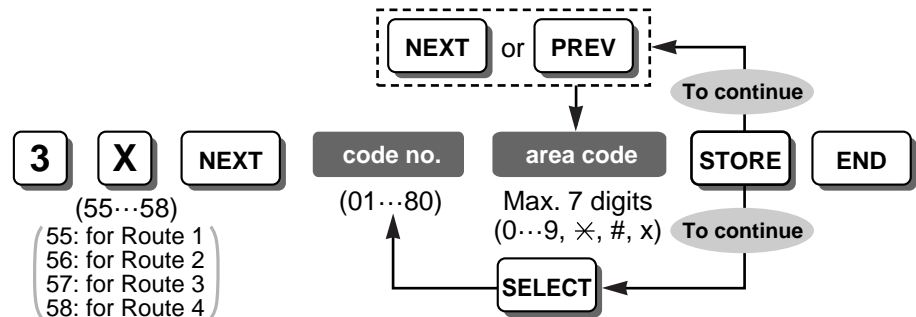 NEXT or PREV
To continue
3 X NEXT code no. area code STORE END
(55⋯58) (01⋯80) Max. 7 digits
(0⋯9, ✳, #, x) To continue
55: for Route 1
56: for Route 2
57: for Route 3
58: for Route 4
SELECT